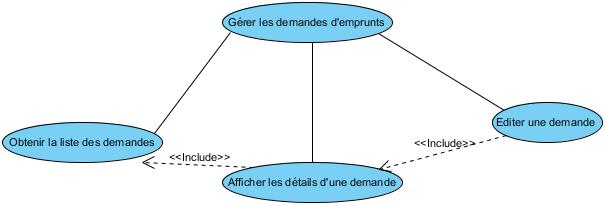 Gérer les demandes d'emprunts
Editer une demande
Obtenir la liste des demandes
<<Include>>
<<Include>>
Afficher les détails d'une demande